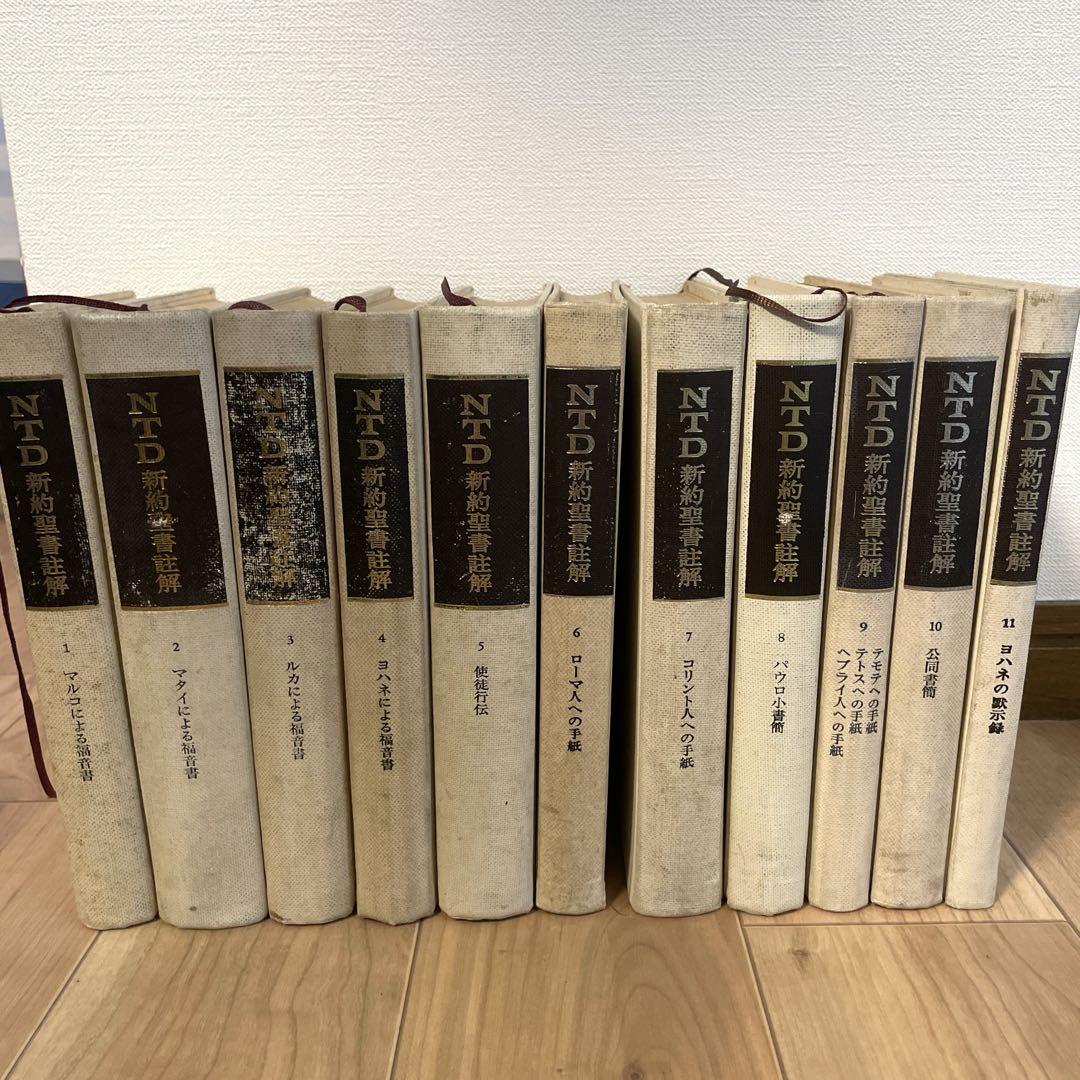 NTD 新約聖書註解
1
マルコによる福音書
NTD 新約聖書註解
2
マタイによる福音書
NTD 新約聖書註解
3
ルカによる福音書
NTD 新約聖書註解
4
ヨハネによる福音書
NTD 新約聖書註解
5
使徒行伝
NTD 新約聖書註解
6
ローマ人への手紙
NTD 新約聖書註解
7
コリント人への手紙
NTD 新約聖書註解
8
パウロ小書簡
NTD 新約聖書註解
9
テモテへの手紙
テトスへの手紙
ヘブライ人への手紙
NTD 新約聖書註解
10
公同書簡
NTD 新約聖書註解
11
ヨハネの黙示録